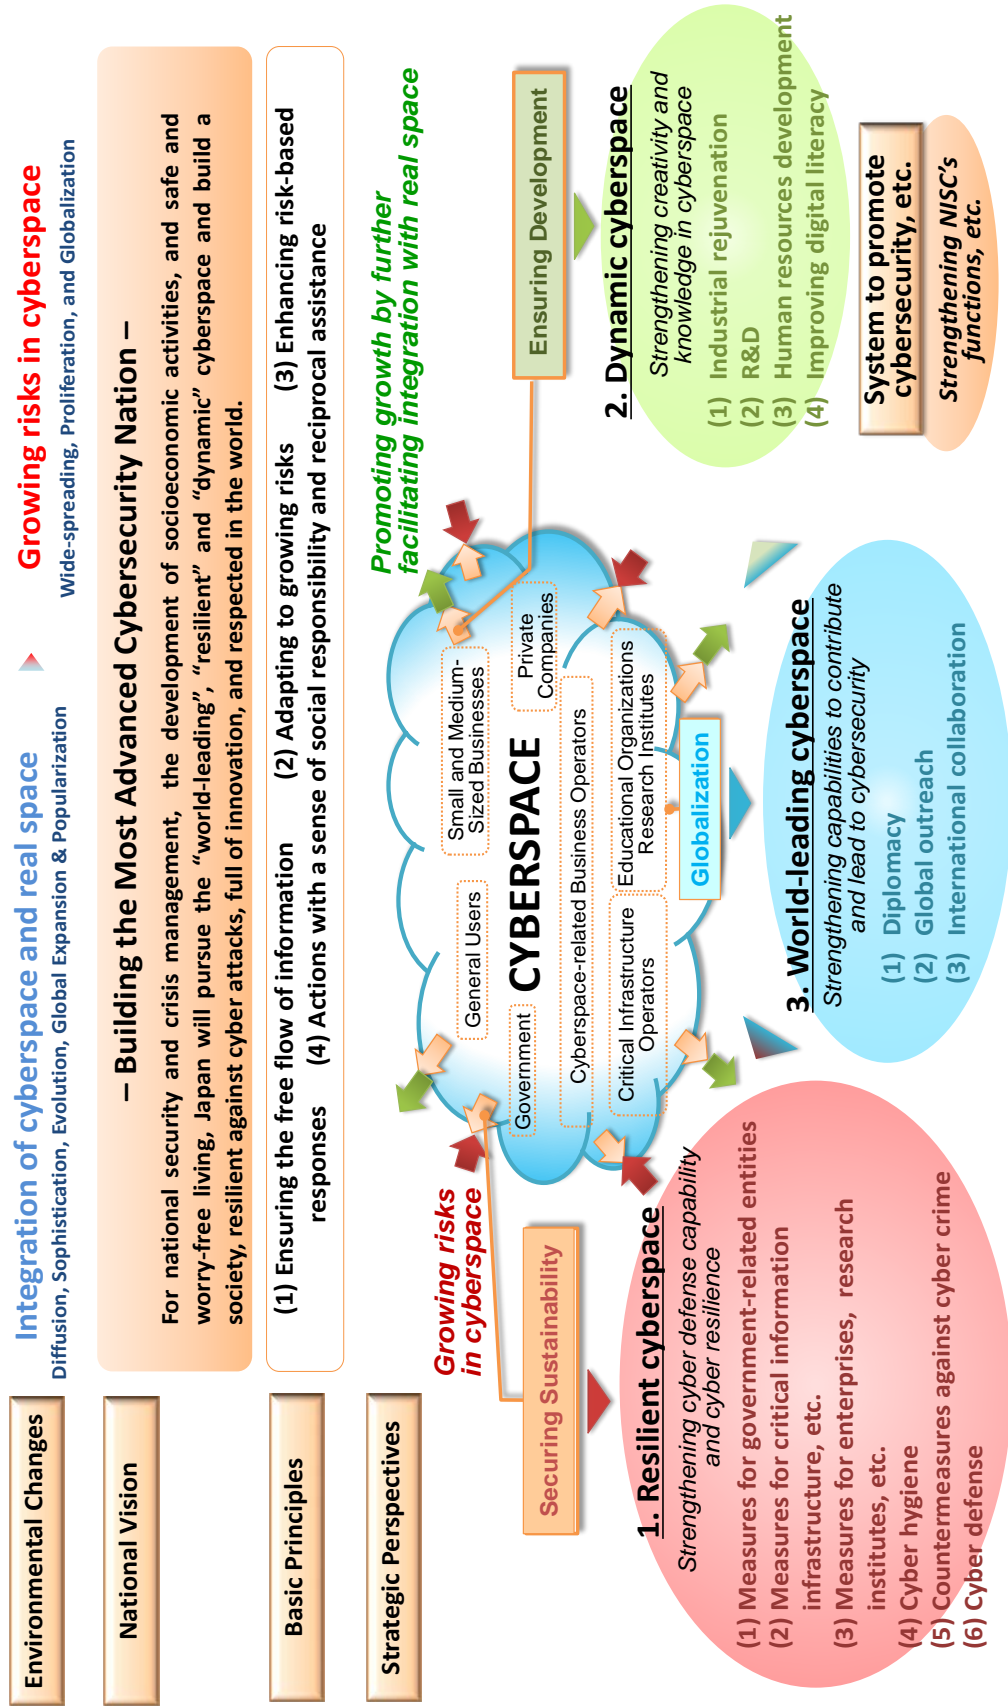 Environmental Changes
Integration of cyberspace and real space
Diffusion, Sophistication, Evolution, Global Expansion & Popularization
Growing risks in cyberspace
Wide-spreading, Proliferation, and Globalization
National Vision
– Building the Most Advanced Cybersecurity Nation –
For national security and crisis management, the development of socioeconomic activities, and safe and
worry-free living, Japan will pursue the “world-leading”, “resilient” and “dynamic” cyberspace and build a
society, resilient against cyber attacks, full of innovation, and respected in the world.
Basic Principles
(1) Ensuring the free flow of information (2) Adapting to growing risks (3) Enhancing risk-based
responses (4) Actions with a sense of social responsibility and reciprocal assistance
Strategic Perspectives
Growing risks
in cyberspace
Promoting growth by further
facilitating integration with real space
General Users
Small and Medium-
Sized Businesses
Government
CYBERSPACE
Private
Companies
Cyberspace-related Business Operators
Critical Infrastructure
Operators
Educational Organizations
Research Institutes
Securing Sustainability
Globalization
Ensuring Development
1. Resilient cyberspace
Strengthening cyber defense capability
and cyber resilience
(1) Measures for government-related entities
(2) Measures for critical information
infrastructure, etc.
(3) Measures for enterprises, research
institutes, etc.
(4) Cyber hygiene
(5) Countermeasures against cyber crime
(6) Cyber defense
3. World-leading cyberspace
Strengthening capabilities to contribute
and lead to cybersecurity
(1) Diplomacy
(2) Global outreach
(3) International collaboration
2. Dynamic cyberspace
Strengthening creativity and
knowledge in cyberspace
(1) Industrial rejuvenation
(2) R&D
(3) Human resources development
(4) Improving digital literacy
System to promote
cybersecurity, etc.
Strengthening NISC’s
functions, etc.